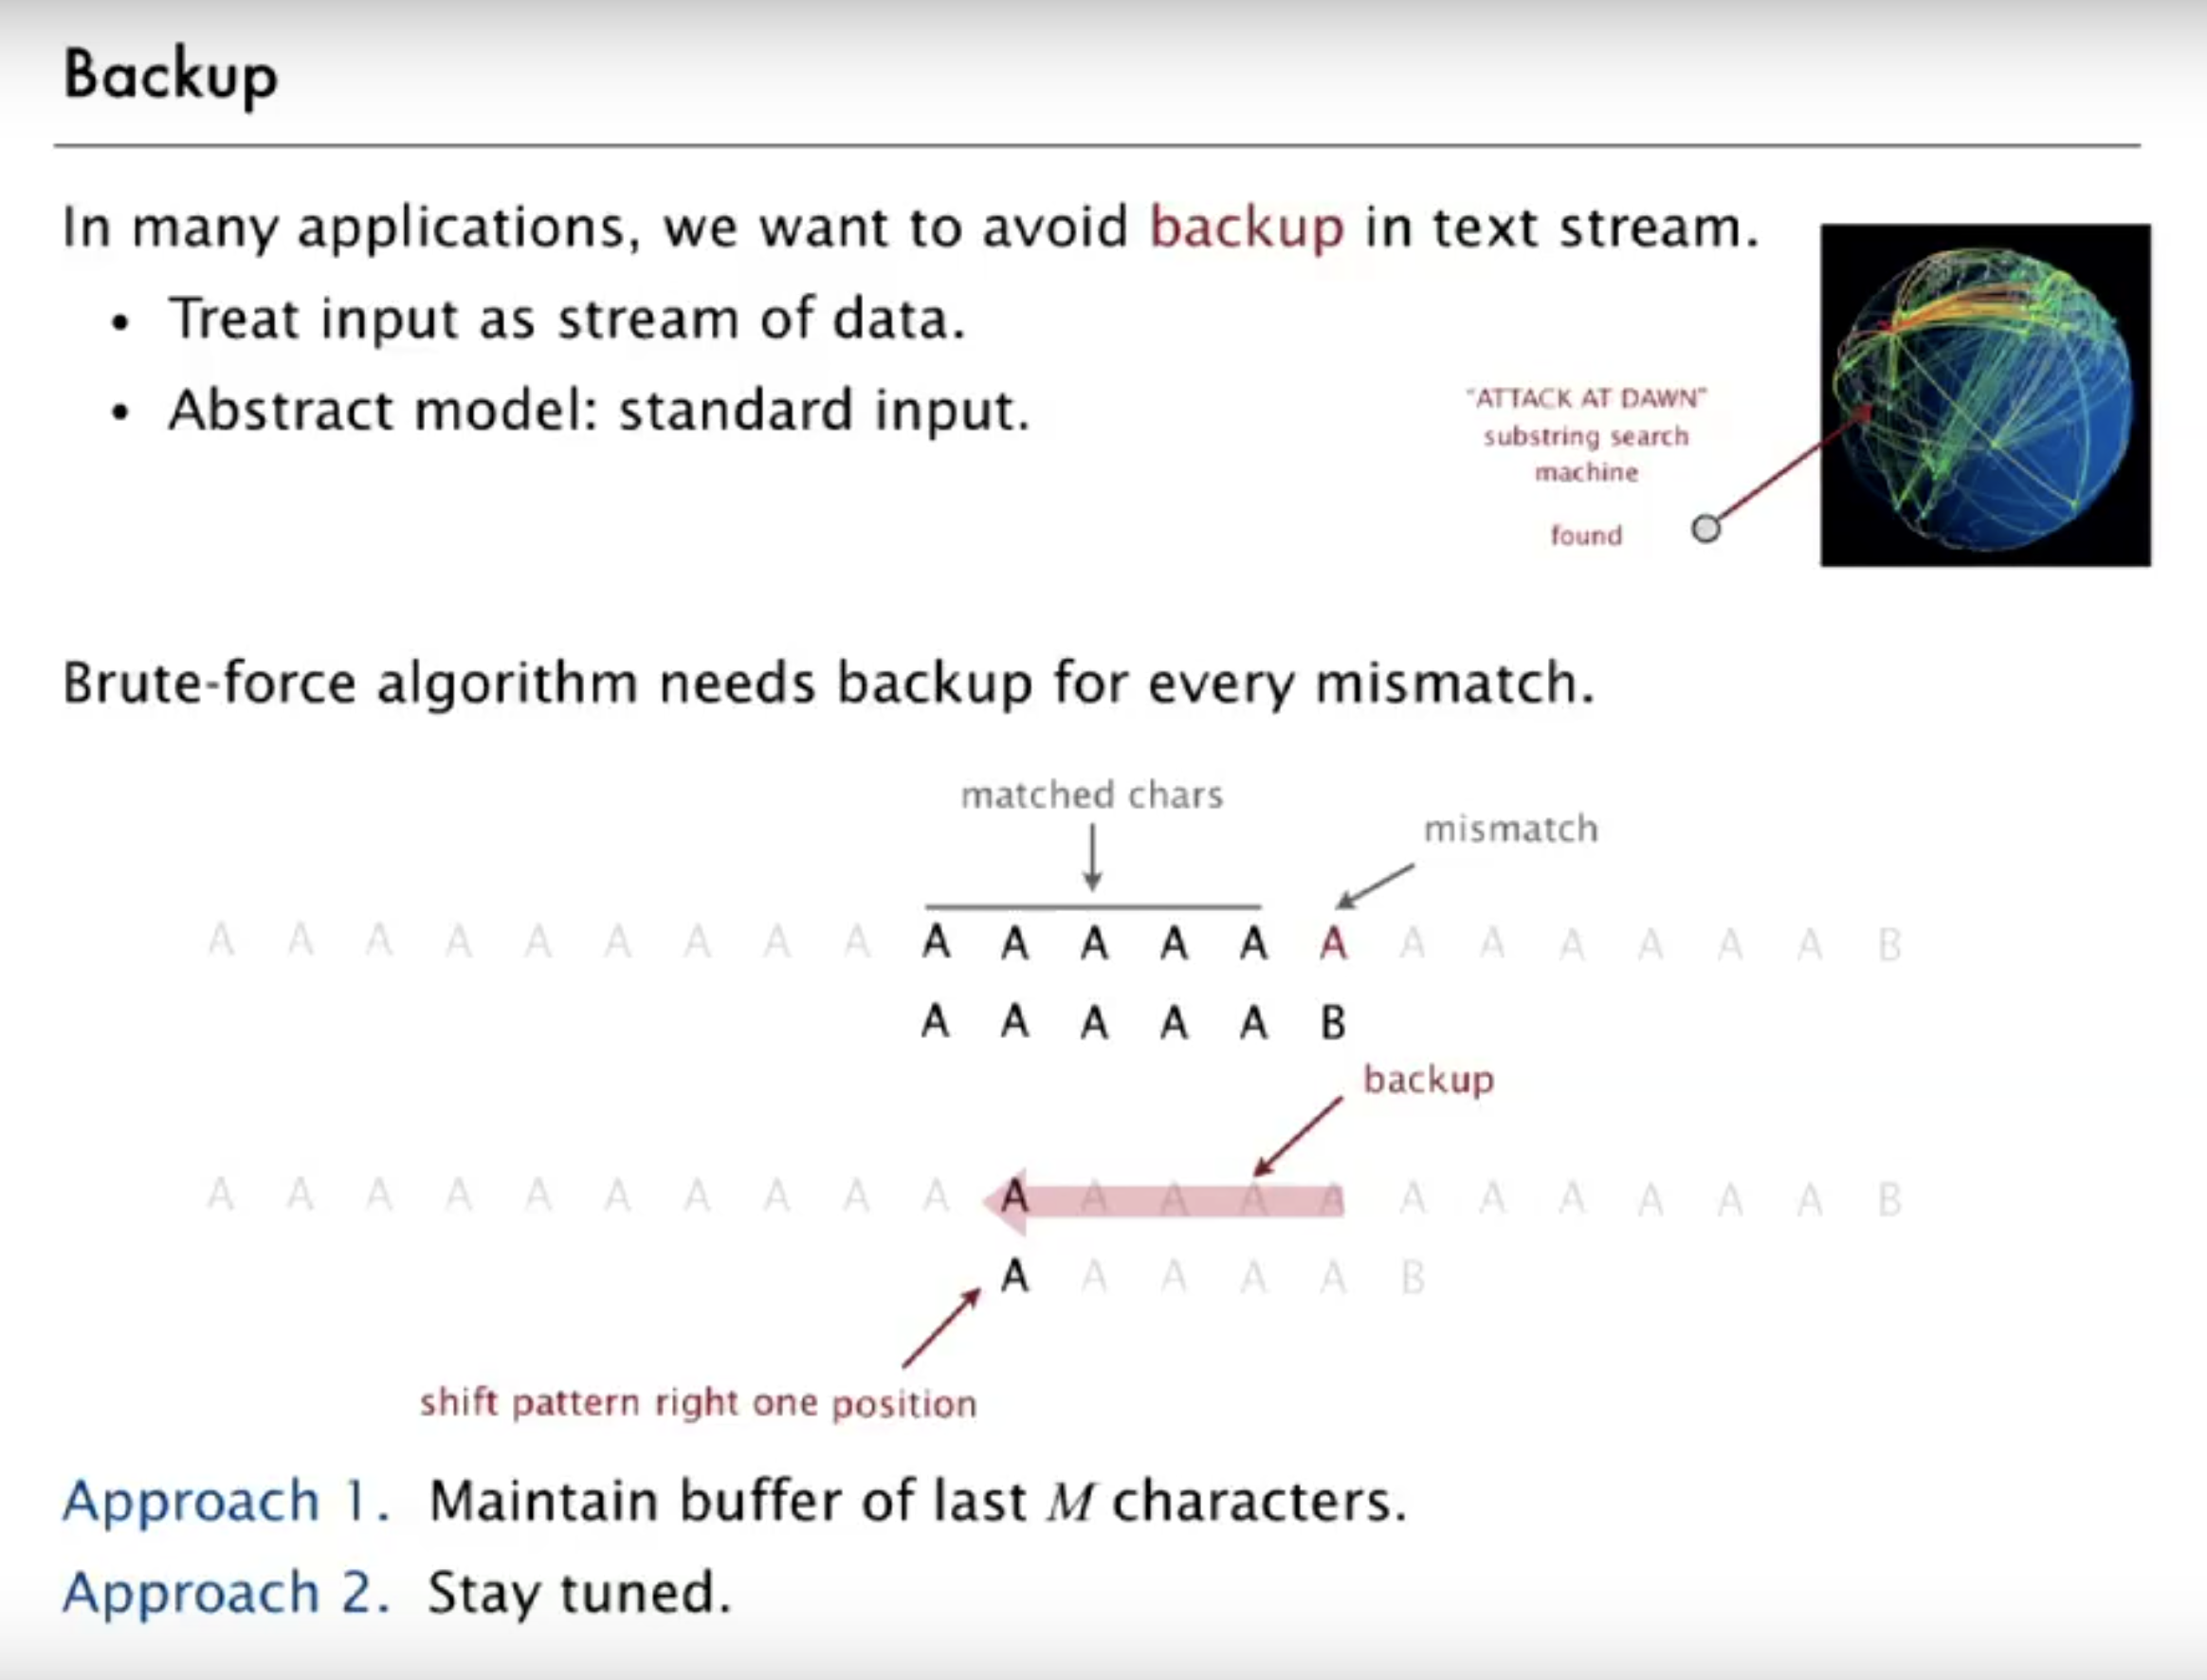 Backup
In many applications, we want to avoid backup in text stream.
• Treat input as stream of data.
• Abstract model: standard input.
"ATTACK AT DAWN"
substring search
machine
found
Brute-force algorithm needs backup for every mismatch.
matched chars
mismatch
A A A A A A A A A A A A A A A A A A A A A B
A A A A A B
backup
A A A A A A A A A A A A A A A A A A A A A B
A A A A A B
shift pattern right one position
Approach 1. Maintain buffer of last M characters.
Approach 2. Stay tuned.